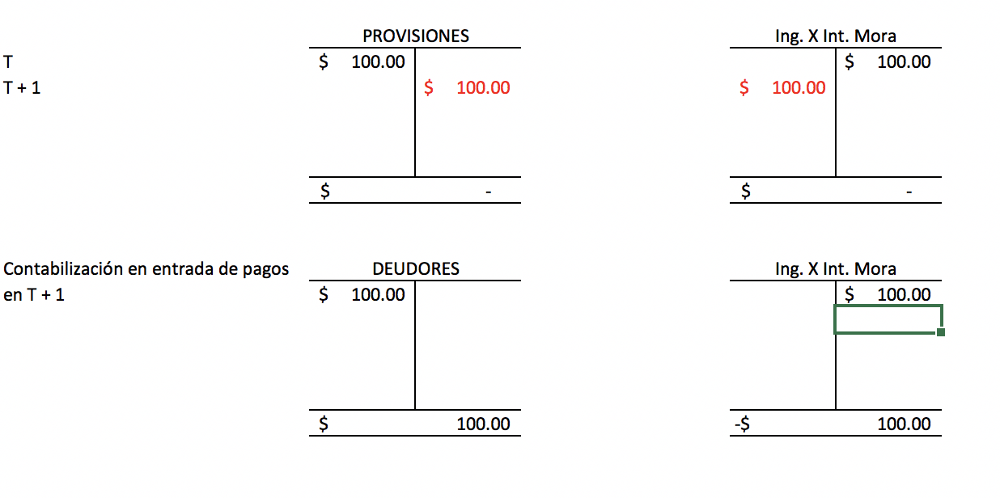 PROVISIONES Ing. X Int. Mora
T $ 100.00 $ 100.00
T + 1 $ 100.00 $ 100.00
$ - $ -
Contabilización en entrada de pagos DEUDORES Ing. X Int. Mora
en T + 1 $ 100.00 $ 100.00
$ 100.00 -$ 100.00